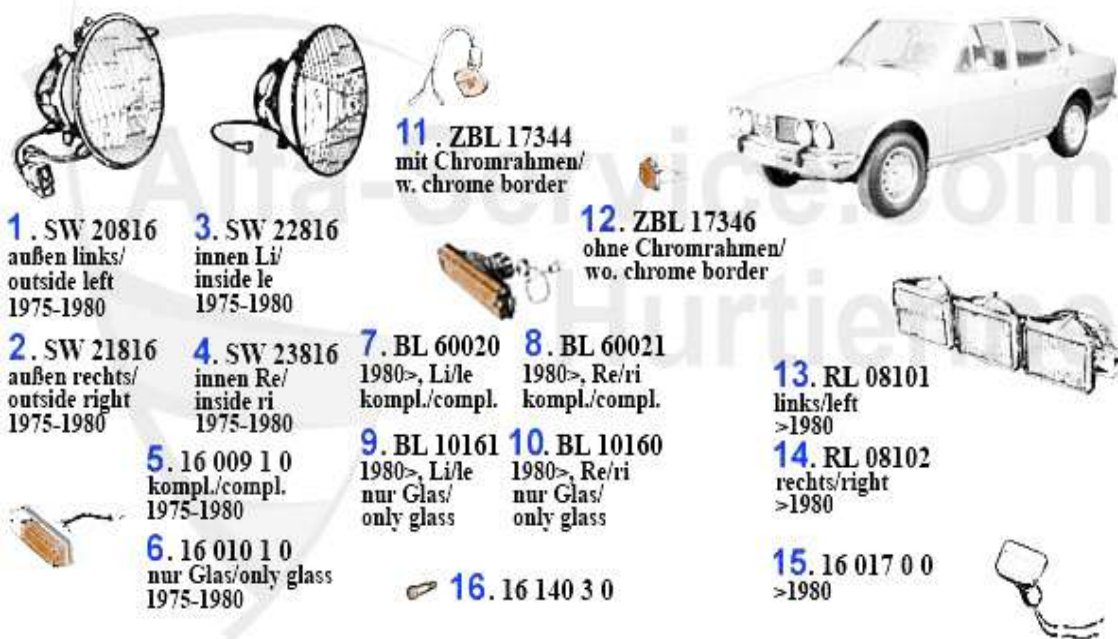 Alfa-Service.com
Hurtienne
1. SW 20816
außen links/
outside left
1975-1980
2. SW 21816
außen rechts/
outside right
1975-1980
3. SW 22816
innen Li/
inside le
1975-1980
4. SW 23816
innen Re/
inside ri
1975-1980
5. 16 009 1 0
kompl./compl.
1975-1980
6. 16 010 1 0
nur Glas/only glass
1975-1980
7. BL 60020
1980>, Li/le
kompl./compl.
8. BL 60021
1980>, Re/ri
kompl./compl.
9. BL 10161
1980>, Li/le
nur Glas/
only glass
10. BL 10160
1980>, Re/ri
nur Glas/
only glass
11. ZBL 17344
mit Chromrahmen/
w. chrome border
12. ZBL 17346
ohne Chromrahmen/
wo. chrome border
13. RL 08101
links/left
>1980
14. RL 08102
rechts/right
>1980
15. 16 017 0 0
>1980
16. 16 140 3 0